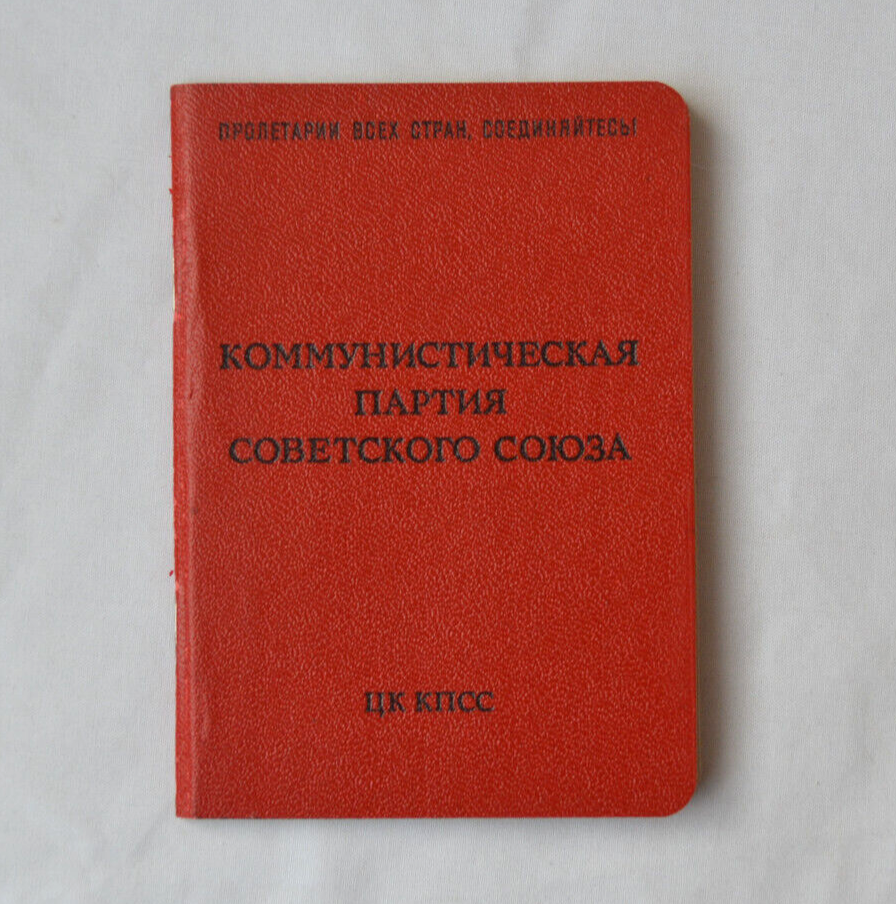 ПРОЛЕТАРИИ ВСЕХ СТРАН, СОЕДИНЯЙТЕСЬ!
КОММУНИСТИЧЕСКАЯ
ПАРТИЯ
СОВЕТСКОГО СОЮЗА
ЦК КПСС